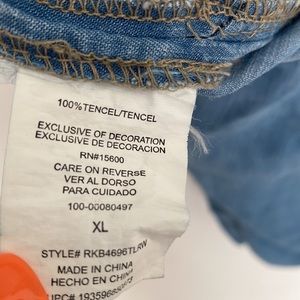 100%TENCEL/TENCEL
EXCLUSIVE OF DECORATION
EXCLUSIVE DE DECORACION
RN#15600
CARE ON REVERSE
VER AL DORSO
PARA CUIDADO
100-00080497
XL
STYLE# RKB4696TLRW
MADE IN CHINA
HECHO EN CHINA